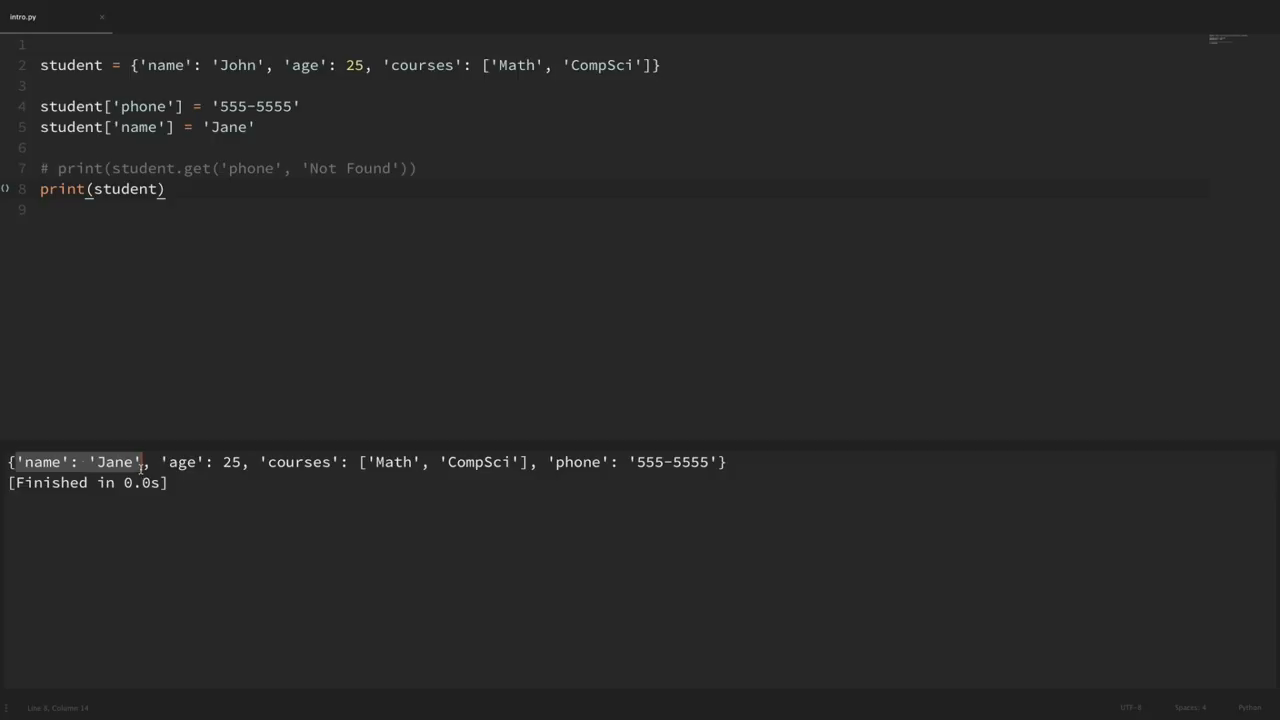 intro.py ×
1
2 student = {'name': 'John', 'age': 25, 'courses': ['Math', 'CompSci']}
3
4 student['phone'] = '555-5555'
5 student['name'] = 'Jane'
6
7 # print(student.get('phone', 'Not Found'))
() 8 print(student)
9
{'name': 'Jane', 'age': 25, 'courses': ['Math', 'CompSci'], 'phone': '555-5555'}
[Finished in 0.0s]
Line 8, Column 14 UTF-8 Spaces: 4 Python